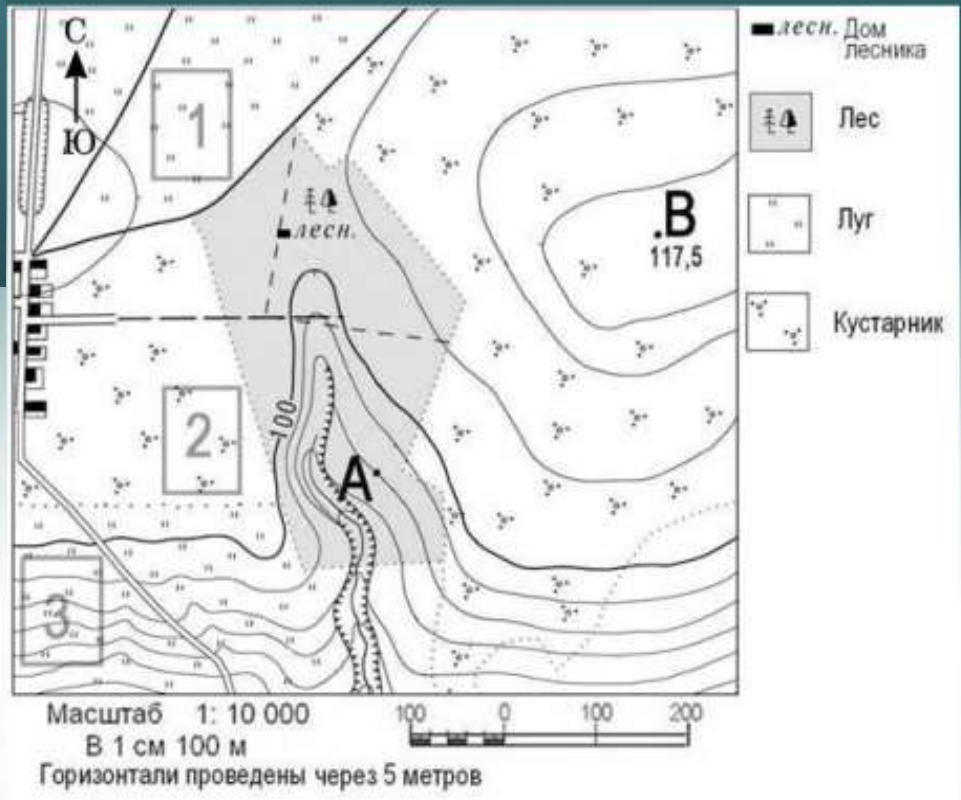 С
Ю
1
лесн.
В
117,5
100
2
А
3
лесн. Дом
лесника
Лес
Луг
Кустарник
Масштаб 1: 10 000
В 1 см 100 м
Горизонтали проведены через 5 метров
100 0 100 200